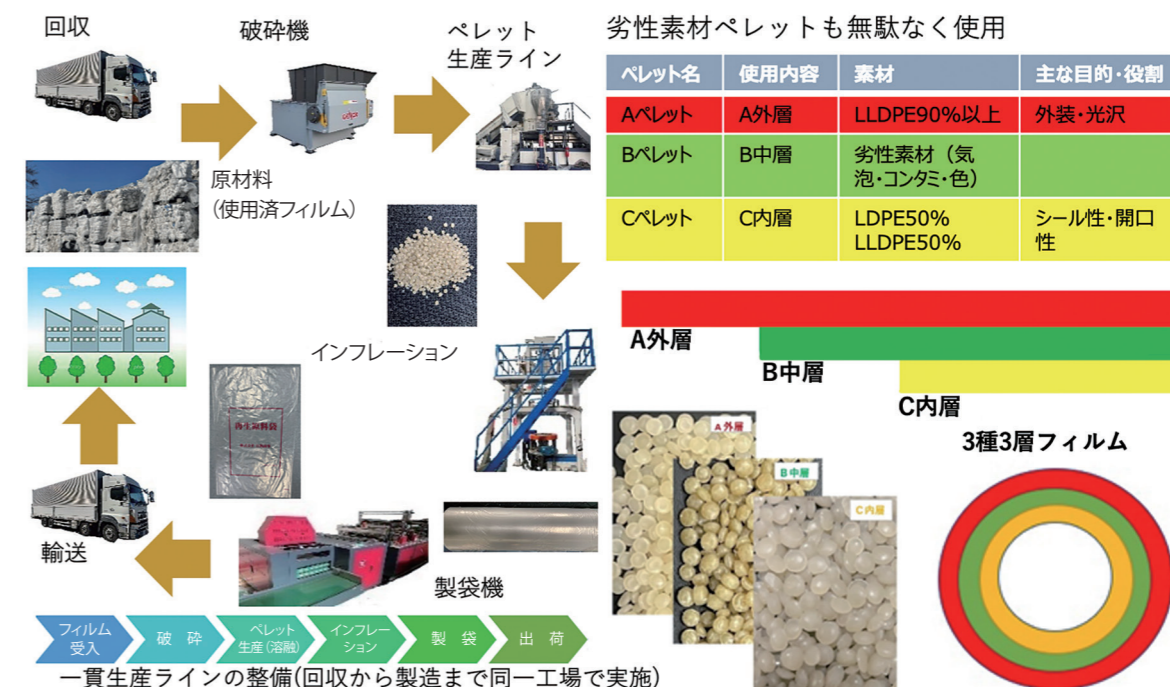 回収
破砕機
ペレット
生産ライン
原材料
（使用済フィルム）
インフレーション
輸送
製袋機
フィルム
受入
破 砕
ペレット
生産（溶融）
インフレー
ション
製 袋
出 荷
一貫生産ラインの整備(回収から製造まで同一工場で実施)
劣性素材ペレットも無駄なく使用
ペレット名 使用内容 素材 主な目的・役割
Aペレット A外層 LLDPE90%以上 外装・光沢
Bペレット B中層 劣性素材（気
泡・コンタミ・色）
Cペレット C内層 LDPE50% シール性・開口
LLDPE50% 性
A外層
B中層
C内層
3種3層フィルム
A外層
B中層
C内層